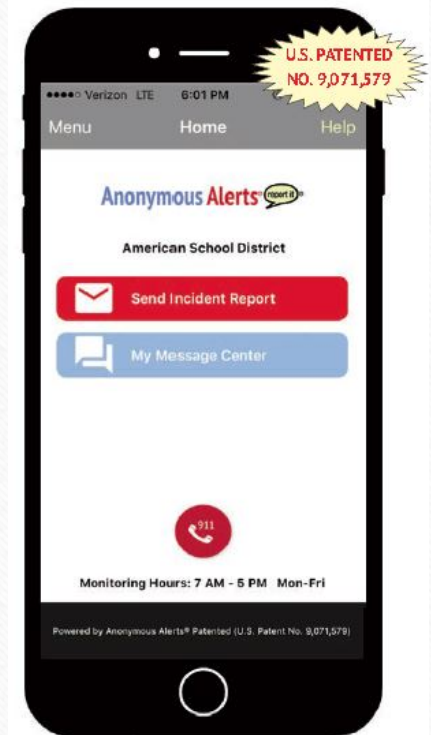 U.S. PATENTED
NO. 9,071,579
Verizon LTE 6:01 PM
Menu Home Help
Anonymous Alerts® report it®
American School District
Send Incident Report
My Message Center
911
Monitoring Hours: 7 AM - 5 PM Mon-Fri
Powered by Anonymous Alerts® Patented (U.S. Patent No. 9,071,579)